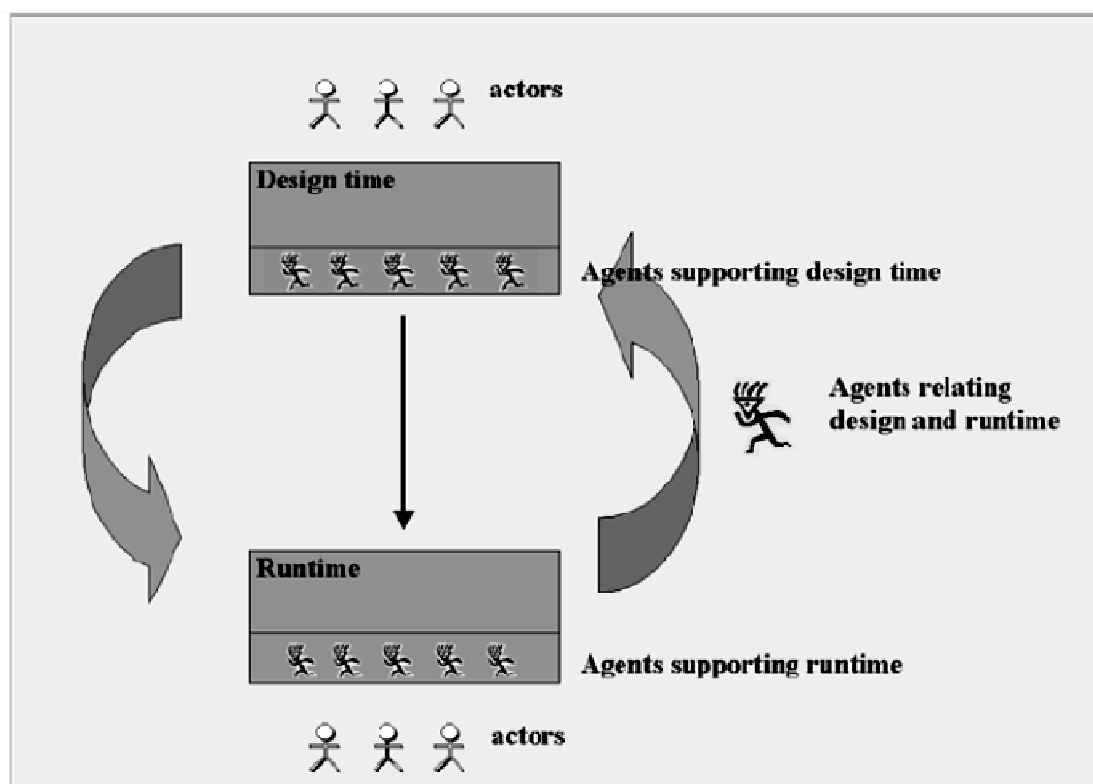 actors
Design time
Agents supporting design time
Agents relating
design and runtime
Runtime
Agents supporting runtime
actors